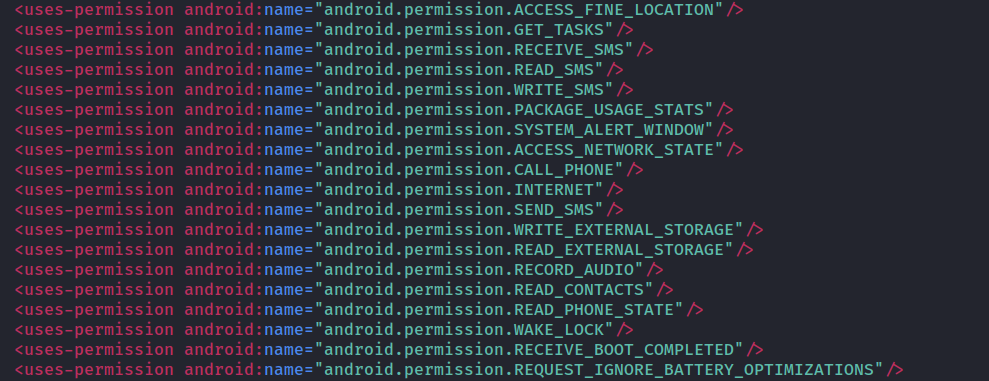 <uses-permission android:name="android.permission.ACCESS_FINE_LOCATION"/>
<uses-permission android:name="android.permission.GET_TASKS"/>
<uses-permission android:name="android.permission.RECEIVE_SMS"/>
<uses-permission android:name="android.permission.READ_SMS"/>
<uses-permission android:name="android.permission.WRITE_SMS"/>
<uses-permission android:name="android.permission.PACKAGE_USAGE_STATS"/>
<uses-permission android:name="android.permission.SYSTEM_ALERT_WINDOW"/>
<uses-permission android:name="android.permission.ACCESS_NETWORK_STATE"/>
<uses-permission android:name="android.permission.CALL_PHONE"/>
<uses-permission android:name="android.permission.INTERNET"/>
<uses-permission android:name="android.permission.SEND_SMS"/>
<uses-permission android:name="android.permission.WRITE_EXTERNAL_STORAGE"/>
<uses-permission android:name="android.permission.READ_EXTERNAL_STORAGE"/>
<uses-permission android:name="android.permission.RECORD_AUDIO"/>
<uses-permission android:name="android.permission.READ_CONTACTS"/>
<uses-permission android:name="android.permission.READ_PHONE_STATE"/>
<uses-permission android:name="android.permission.WAKE_LOCK"/>
<uses-permission android:name="android.permission.RECEIVE_BOOT_COMPLETED"/>
<uses-permission android:name="android.permission.REQUEST_IGNORE_BATTERY_OPTIMIZATIONS"/>